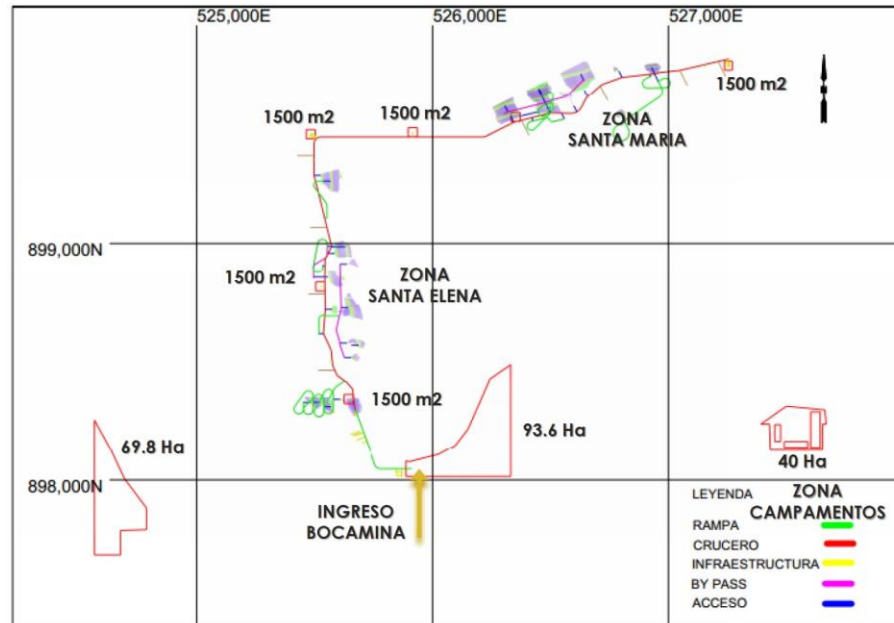 525,000E
526,000E
527,000E
1500 m2
1500 m2
1500 m2
ZONA
SANTA MARIA
899,000N
1500 m2
ZONA
SANTA ELENA
1500 m2
69.8 Ha
93.6 Ha
40 Ha
898,000N
INGRESO
BOCAMINA
ZONA
CAMPAMENTOS
LEYENDA
RAMPA
CRUCERO
INFRAESTRUCTURA
BY PASS
ACCESO